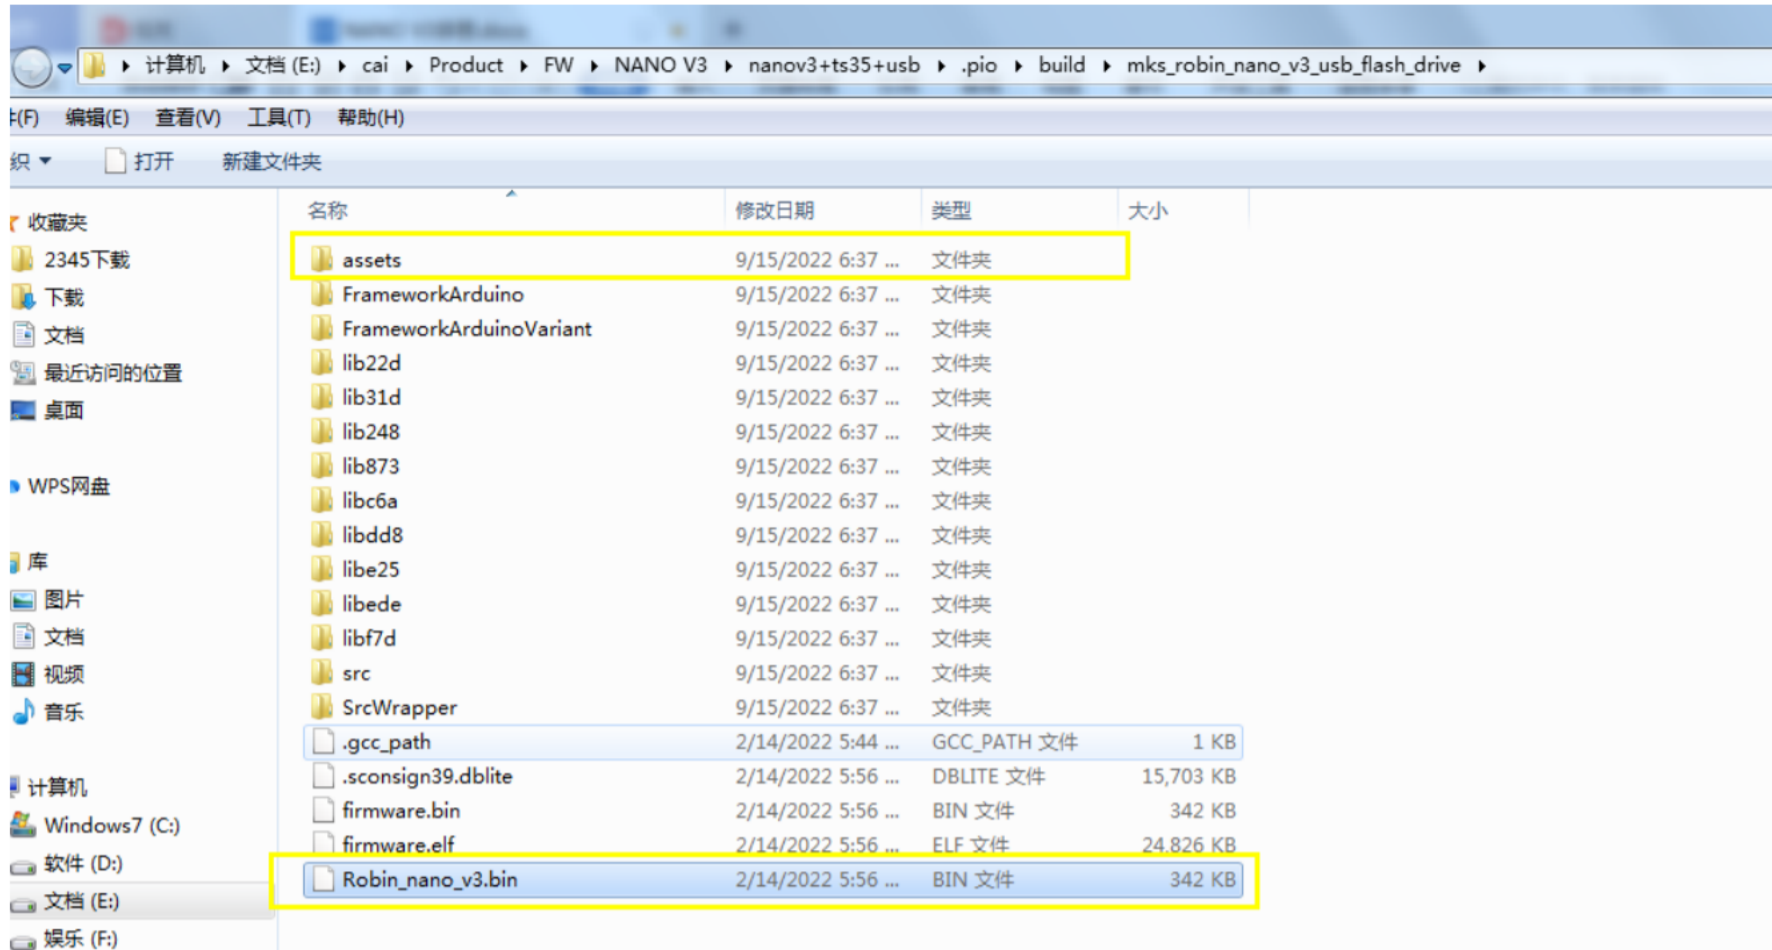 计算机 ▸ 文档 (E:) ▸ cai ▸ Product ▸ FW ▸ NANO V3 ▸ nanov3+ts35+usb ▸ .pio ▸ build ▸ mks_robin_nano_v3_usb_flash_drive ▸
(F) 编辑(E) 查看(V) 工具(T) 帮助(H)
织 打开 新建文件夹
收藏夹
2345下载
下载
文档
最近访问的位置
桌面
WPS网盘
库
图片
文档
视频
音乐
计算机
Windows7 (C:)
软件 (D:)
文档 (E:)
娱乐 (F:)
名称 修改日期 类型 大小
assets 9/15/2022 6:37 ... 文件夹
FrameworkArduino 9/15/2022 6:37 ... 文件夹
FrameworkArduinoVariant 9/15/2022 6:37 ... 文件夹
lib22d 9/15/2022 6:37 ... 文件夹
lib31d 9/15/2022 6:37 ... 文件夹
lib248 9/15/2022 6:37 ... 文件夹
lib873 9/15/2022 6:37 ... 文件夹
libc6a 9/15/2022 6:37 ... 文件夹
libdd8 9/15/2022 6:37 ... 文件夹
libe25 9/15/2022 6:37 ... 文件夹
libede 9/15/2022 6:37 ... 文件夹
libf7d 9/15/2022 6:37 ... 文件夹
src 9/15/2022 6:37 ... 文件夹
SrcWrapper 9/15/2022 6:37 ... 文件夹
.gcc_path 2/14/2022 5:44 ... GCC_PATH 文件 1 KB
.sconsign39.dblite 2/14/2022 5:56 ... DBLITE 文件 15,703 KB
firmware.bin 2/14/2022 5:56 ... BIN 文件 342 KB
firmware.elf 2/14/2022 5:56 ... ELF 文件 24,826 KB
Robin_nano_v3.bin 2/14/2022 5:56 ... BIN 文件 342 KB